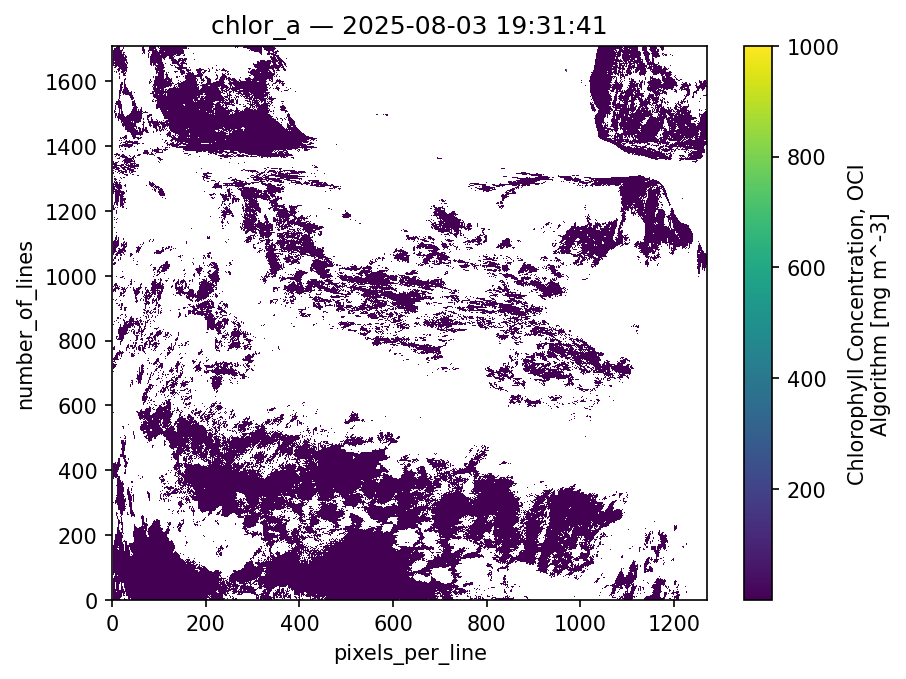 chlor_a — 2025-08-03 19:31:41
1600
1400
1200
1000
800
600
400
200
0
number_of_lines
0 200 400 600 800 1000 1200
pixels_per_line
1000
800
600
400
200
Chlorophyll Concentration, OCI
Algorithm [mg m^-3]